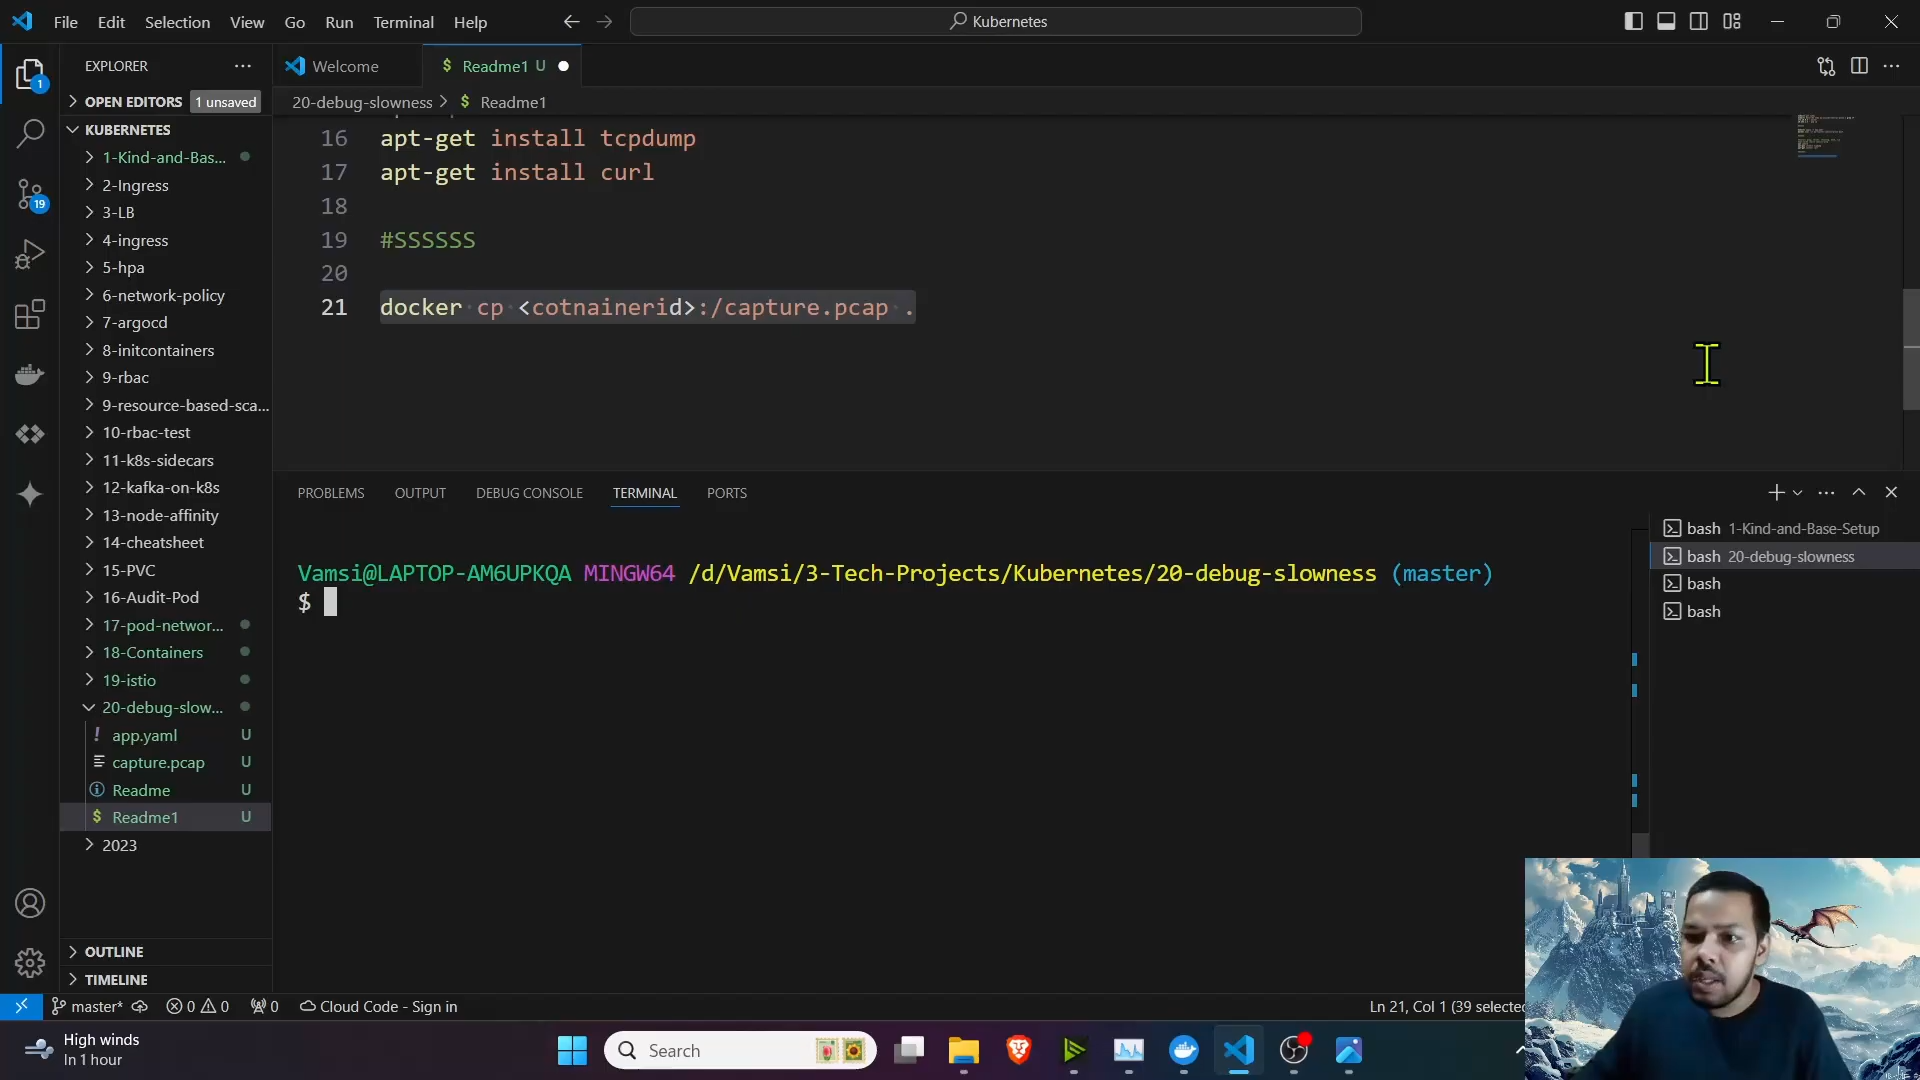 File Edit Selection View Go Run Terminal Help
Kubernetes
EXPLORER
OPEN EDITORS 1 unsaved
KUBERNETES
1-Kind-and-Bas...
2-Ingress
3-LB
4-ingress
5-hpa
6-network-policy
7-argocd
8-initcontainers
9-rbac
9-resource-based-sca...
10-rbac-test
11-k8s-sidecars
12-kafka-on-k8s
13-node-affinity
14-cheatsheet
15-PVC
16-Audit-Pod
17-pod-networ...
18-Containers
19-istio
20-debug-slow...
! app.yaml U
capture.pcap U
Readme U
$ Readme1 U
2023
OUTLINE
TIMELINE
1
19
Welcome
$ Readme1 U
20-debug-slowness > $ Readme1
16 apt-get install tcpdump
17 apt-get install curl
18
19 #SSSSSS
20
21 docker cp <cotnainerid>:/capture.pcap .
PROBLEMS OUTPUT DEBUG CONSOLE TERMINAL PORTS
Vamsi@LAPTOP-AM6UPKQA MINGW64 /d/Vamsi/3-Tech-Projects/Kubernetes/20-debug-slowness (master)
$
bash 1-Kind-and-Base-Setup
bash 20-debug-slowness
bash
bash
master* 0 0 0 Cloud Code - Sign in
Ln 21, Col 1 (39 selected
High winds
In 1 hour
Search